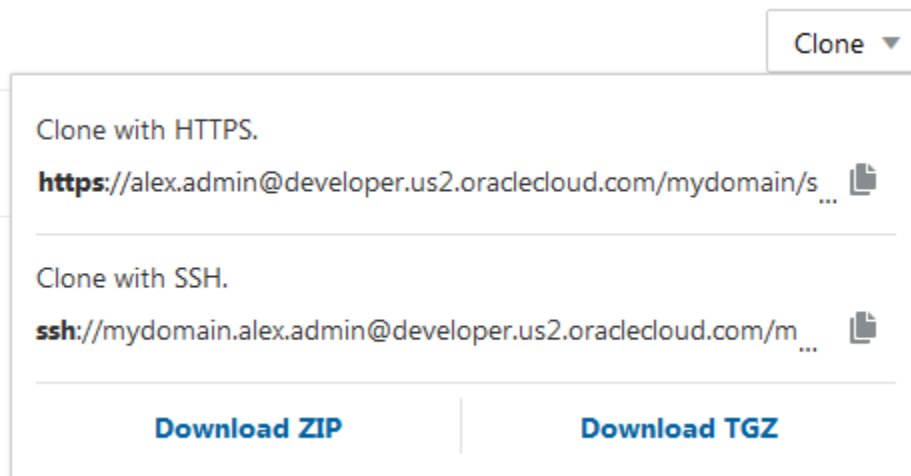 Clone
Clone with HTTPS.
https://alex.admin@developer.us2.oraclecloud.com/mydomain/s...
Clone with SSH.
ssh://mydomain.alex.admin@developer.us2.oraclecloud.com/m...
Download ZIP
Download TGZ